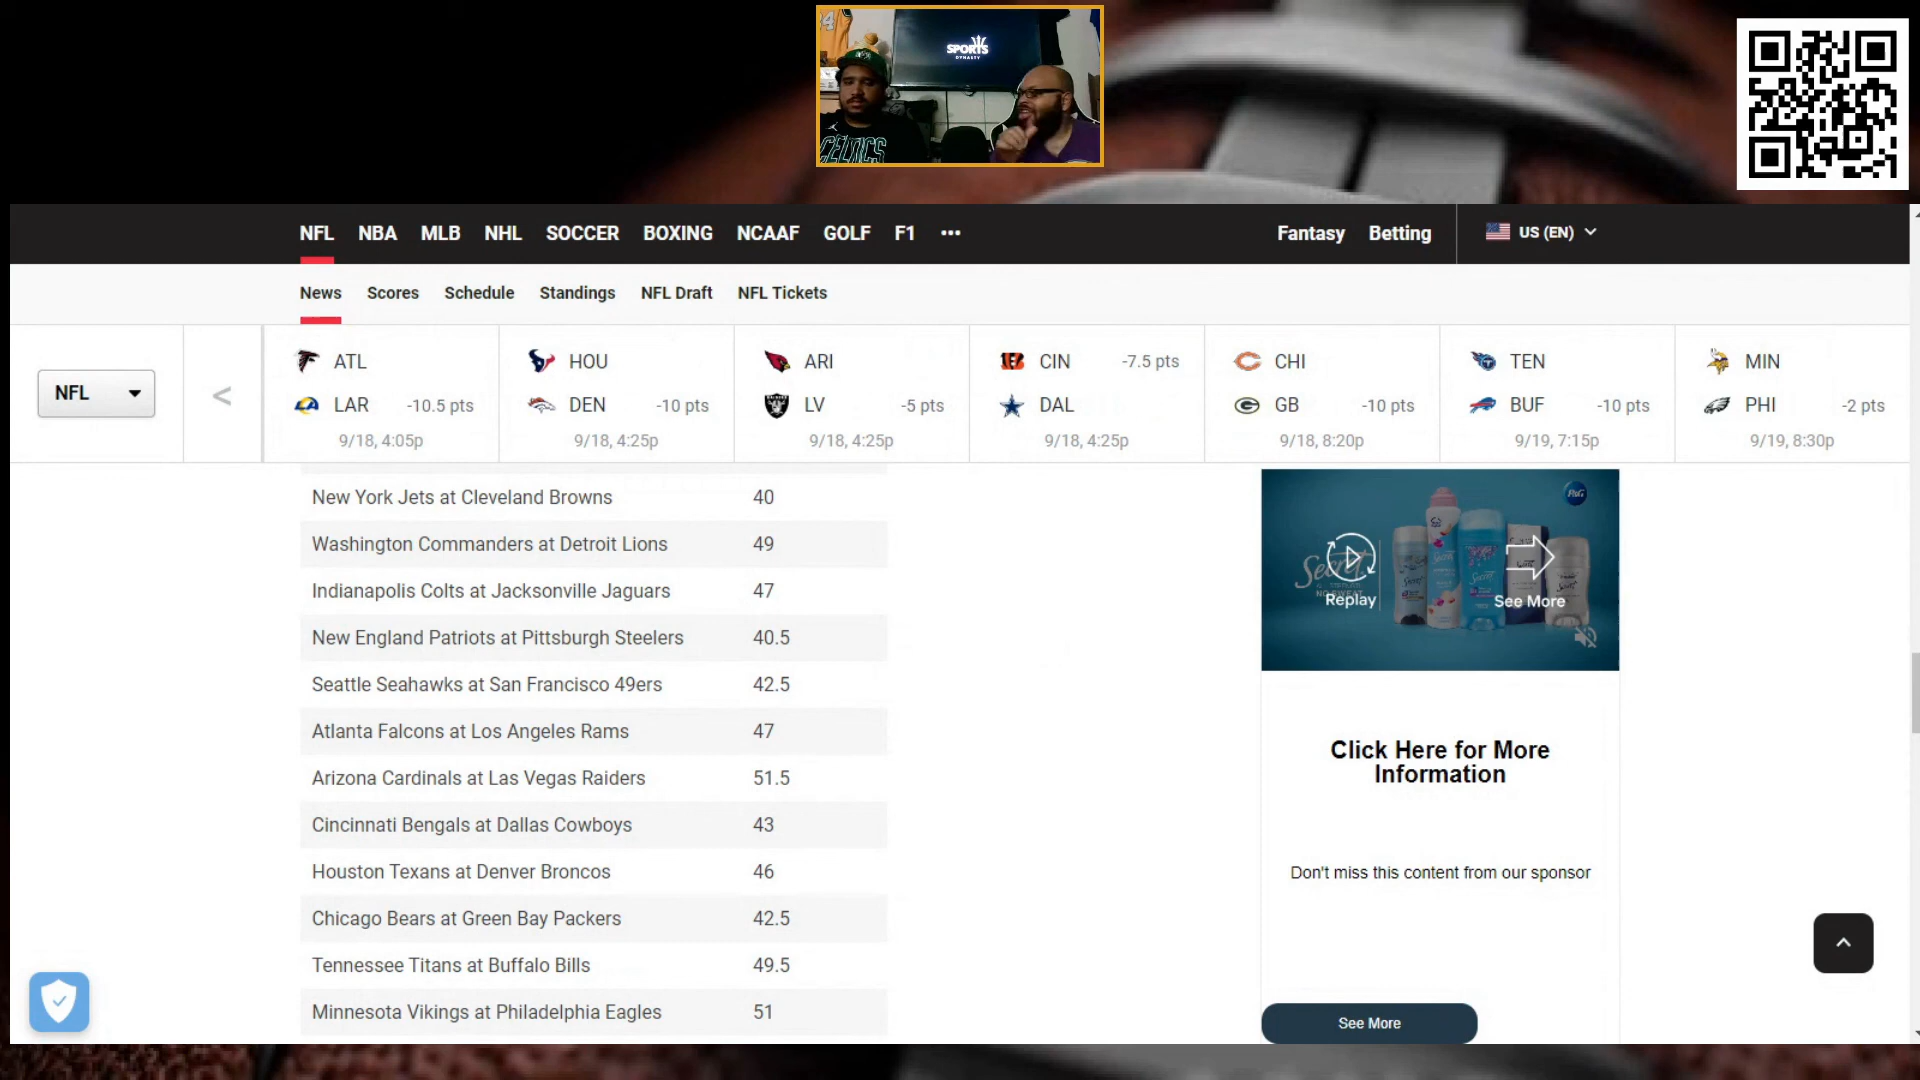 SPORTS
DYNASTY
CELTICS
NFL NBA MLB NHL SOCCER BOXING NCAAF GOLF F1 ••• Fantasy Betting US (EN)
News Scores Schedule Standings NFL Draft NFL Tickets
NFL
<
ATL
LAR -10.5 pts
9/18, 4:05p
HOU
DEN -10 pts
9/18, 4:25p
ARI
LV -5 pts
9/18, 4:25p
CIN -7.5 pts
DAL
9/18, 4:25p
CHI
GB -10 pts
9/18, 8:20p
TEN
BUF -10 pts
9/19, 7:15p
MIN
PHI -2 pts
9/19, 8:30p
New York Jets at Cleveland Browns 40
Washington Commanders at Detroit Lions 49
Indianapolis Colts at Jacksonville Jaguars 47
New England Patriots at Pittsburgh Steelers 40.5
Seattle Seahawks at San Francisco 49ers 42.5
Atlanta Falcons at Los Angeles Rams 47
Arizona Cardinals at Las Vegas Raiders 51.5
Cincinnati Bengals at Dallas Cowboys 43
Houston Texans at Denver Broncos 46
Chicago Bears at Green Bay Packers 42.5
Tennessee Titans at Buffalo Bills 49.5
Minnesota Vikings at Philadelphia Eagles 51
P&G
Secret
Replay
See More
Click Here for More
Information
Don't miss this content from our sponsor
See More